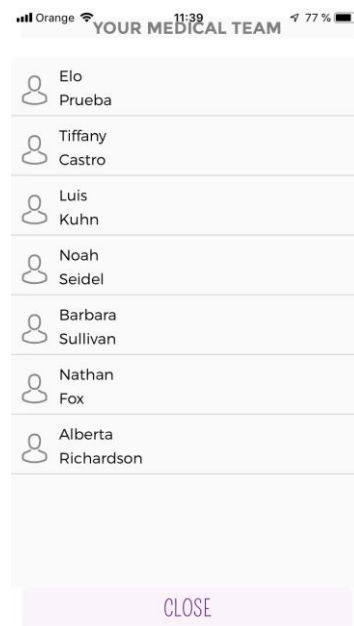 Orange 11:39 77 %
YOUR MEDICAL TEAM
Elo
Prueba
Tiffany
Castro
Luis
Kuhn
Noah
Seidel
Barbara
Sullivan
Nathan
Fox
Alberta
Richardson
CLOSE